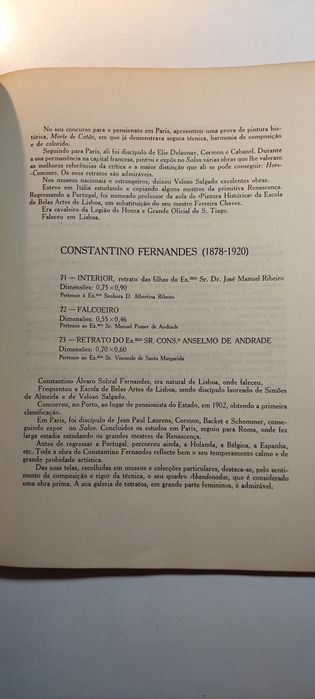 No seu concurso para o pensionato em Paris, apresentou uma prova de pintura his-
tórica, Morte de Catão, em que já demonstrava segura técnica, harmonia de composição
e de colorido.
Seguindo para Paris, ali foi discípulo de Elie Delaunay, Cormon e Cabanel. Durante
a sua permanência na capital francesa, pintou e expôs no Salon várias obras que lhe valeram
as melhores referências da crítica e a maior distinção que ali se pode conseguir: Hors-
-Concours. Os seus retratos são admiráveis.
Nos museus nacionais e estrangeiros, deixou Veloso Salgado excelentes obras.
Esteve em Itália estudando e copiando alguns mestres da primitiva Renascença.
Regressando a Portugal, foi nomeado professor da aula de «Pintura Histórica» da Escola
de Belas Artes de Lisboa, em substituição do seu mestre Ferreira Chaves.
Era cavaleiro da Legião de Honra e Grande Oficial de S. Tiago.
Faleceu em Lisboa.
CONSTANTINO FERNANDES (1878-1920)
71 — INTERIOR, retrato das filhas do Ex.mo Sr. Dr. José Manuel Ribeiro
Dimensões: 0,75×0,90
Pertence à Ex.ma Senhora D. Albertina Ribeiro
72 — FALCOEIRO
Dimensões: 0,55×0,46
Pertence ao Ex.mo Sr. Manuel Posser de Andrade
73 — RETRATO DO EX.mo SR. CONS.º ANSELMO DE ANDRADE
Dimensões: 0,70×0,60
Pertence ao Ex.mo Sr. Visconde de Santa Margarida
Constantino Álvaro Sobral Fernandes, era natural de Lisboa, onde faleceu.
Frequentou a Escola de Belas Artes de Lisboa, sendo discípulo laureado de Simões
de Almeida e de Veloso Salgado.
Concorreu, no Porto, ao lugar de pensionista do Estado, em 1902, obtendo a primeira
classificação.
Em Paris, foi discípulo de Jean Paul Laurens, Cormon, Backet e Schommer, conse-
guindo expor no Salon. Concluídos os estudos em Paris, seguiu para Roma, onde fez
larga estadia estudando os grandes mestres da Renascença.
Antes de regressar a Portugal, percorreu ainda, a Holanda, a Bélgica, a Espanha,
etc. Toda a obra de Constantino Fernandes reflecte bem o seu temperamento calmo e de
grande probidade artística.
Das suas telas, recolhidas em museus e colecções particulares, destaca-se, pelo senti-
mento da composição e rigor da técnica, o seu quadro Abandonadas, que é considerado
uma obra prima. A sua galeria de retratos, em grande parte femininos, é admirável.